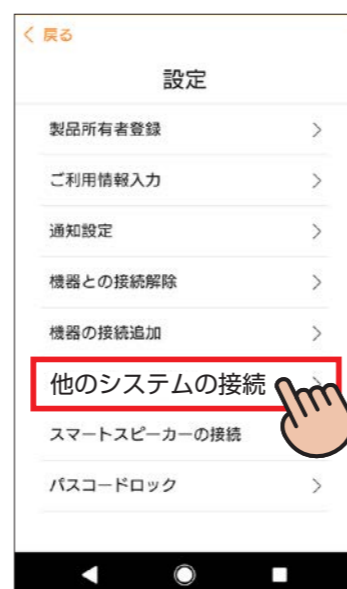 戻る
設定
製品所有者登録
ご利用情報入力
通知設定
機器との接続解除
機器の接続追加
他のシステムの接続
スマートスピーカーの接続
パスコードロック